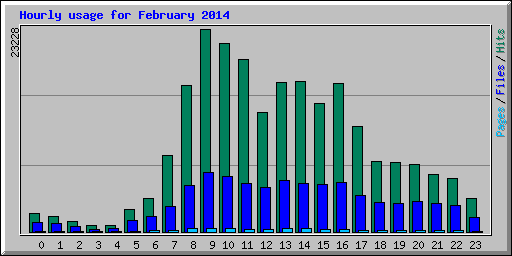 Hourly usage for February 2014
23228
Pages/Files/Hits
0 1 2 3 4 5 6 7 8 9 10 11 12 13 14 15 16 17 18 19 20 21 22 23